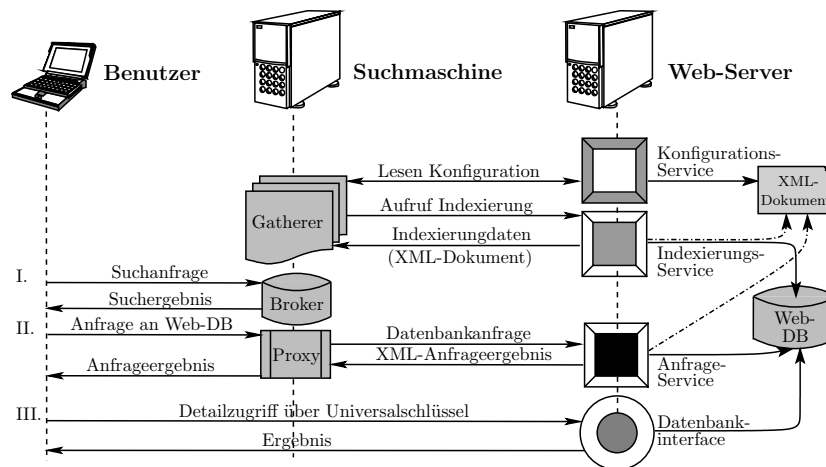 Benutzer
Suchmaschine
Web-Server
Lesen Konfiguration
Konfigurations-
Service
XML-
Dokument
Gatherer
Aufruf Indexierung
Indexierungdaten
(XML-Dokument)
Indexierungs-
Service
I.
Suchanfrage
Suchergebnis
Broker
Web-
DB
II.
Anfrage an Web-DB
Anfrageergebnis
Proxy
Datenbankanfrage
XML-Anfrageergebnis
Anfrage-
Service
III.
Detailzugriff über Universalschlüssel
Ergebnis
Datenbank-
interface